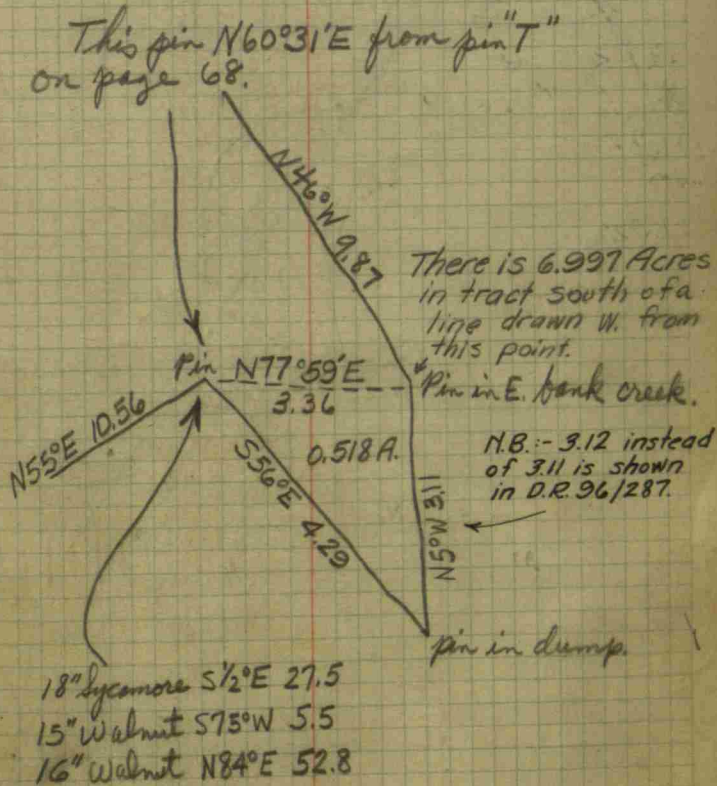 This pin N60°31'E from pin "T"
on page 68.
N46°W 9.87
There is 6.997 Acres
in tract south of a
line drawn W. from
this point.
Pin N77°59'E
3.36
Pin in E. bank creek.
N55°E 10.56
S56°E 4.29
0.518A.
N5°W 3.11
N.B.:- 3.12 instead
of 3.11 is shown
in D.R. 96/287.
pin in dump.
18" Sycamore S1/2°E 27.5
15" Walnut S75°W 5.5
16" Walnut N84°E 52.8